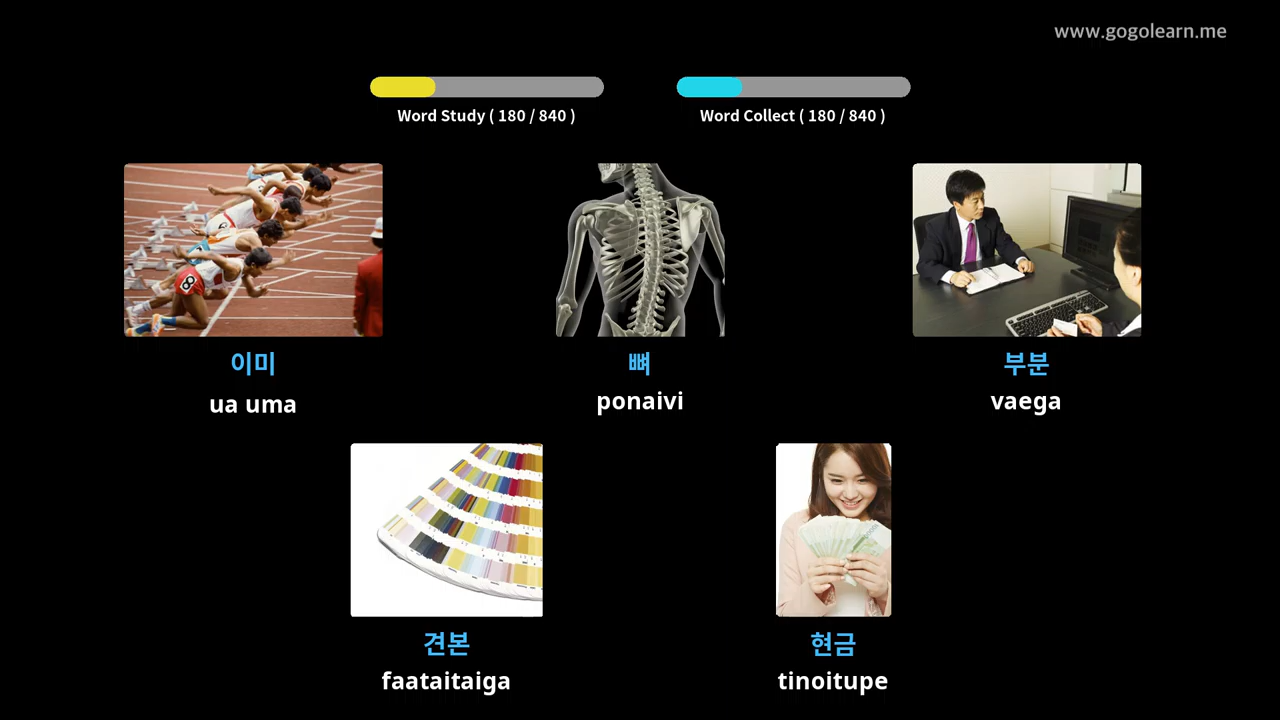 www.gogolearn.me
Word Study ( 180 / 840 )
Word Collect ( 180 / 840 )
이미
ua uma
뼈
ponaivi
부분
vaega
견본
faataitaiga
현금
tinoitupe